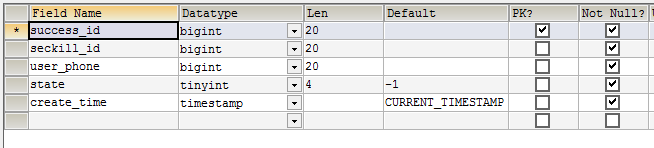 Field Name Datatype Len Default PK? Not Null?
* success_id bigint 20
seckill_id bigint 20
user_phone bigint 20
state tinyint 4 -1
create_time timestamp CURRENT_TIMESTAMP